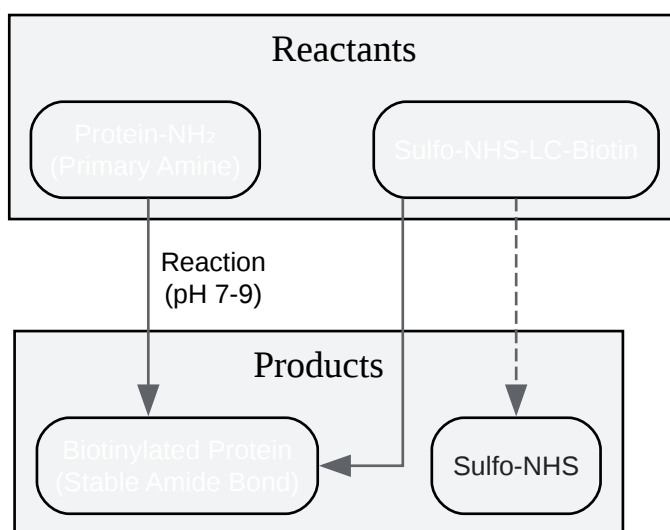 Reactants
Protein-NH₂
(Primary Amine)
Sulfo-NHS-LC-Biotin
Reaction
(pH 7-9)
Products
Biotinylated Protein
(Stable Amide Bond)
Sulfo-NHS